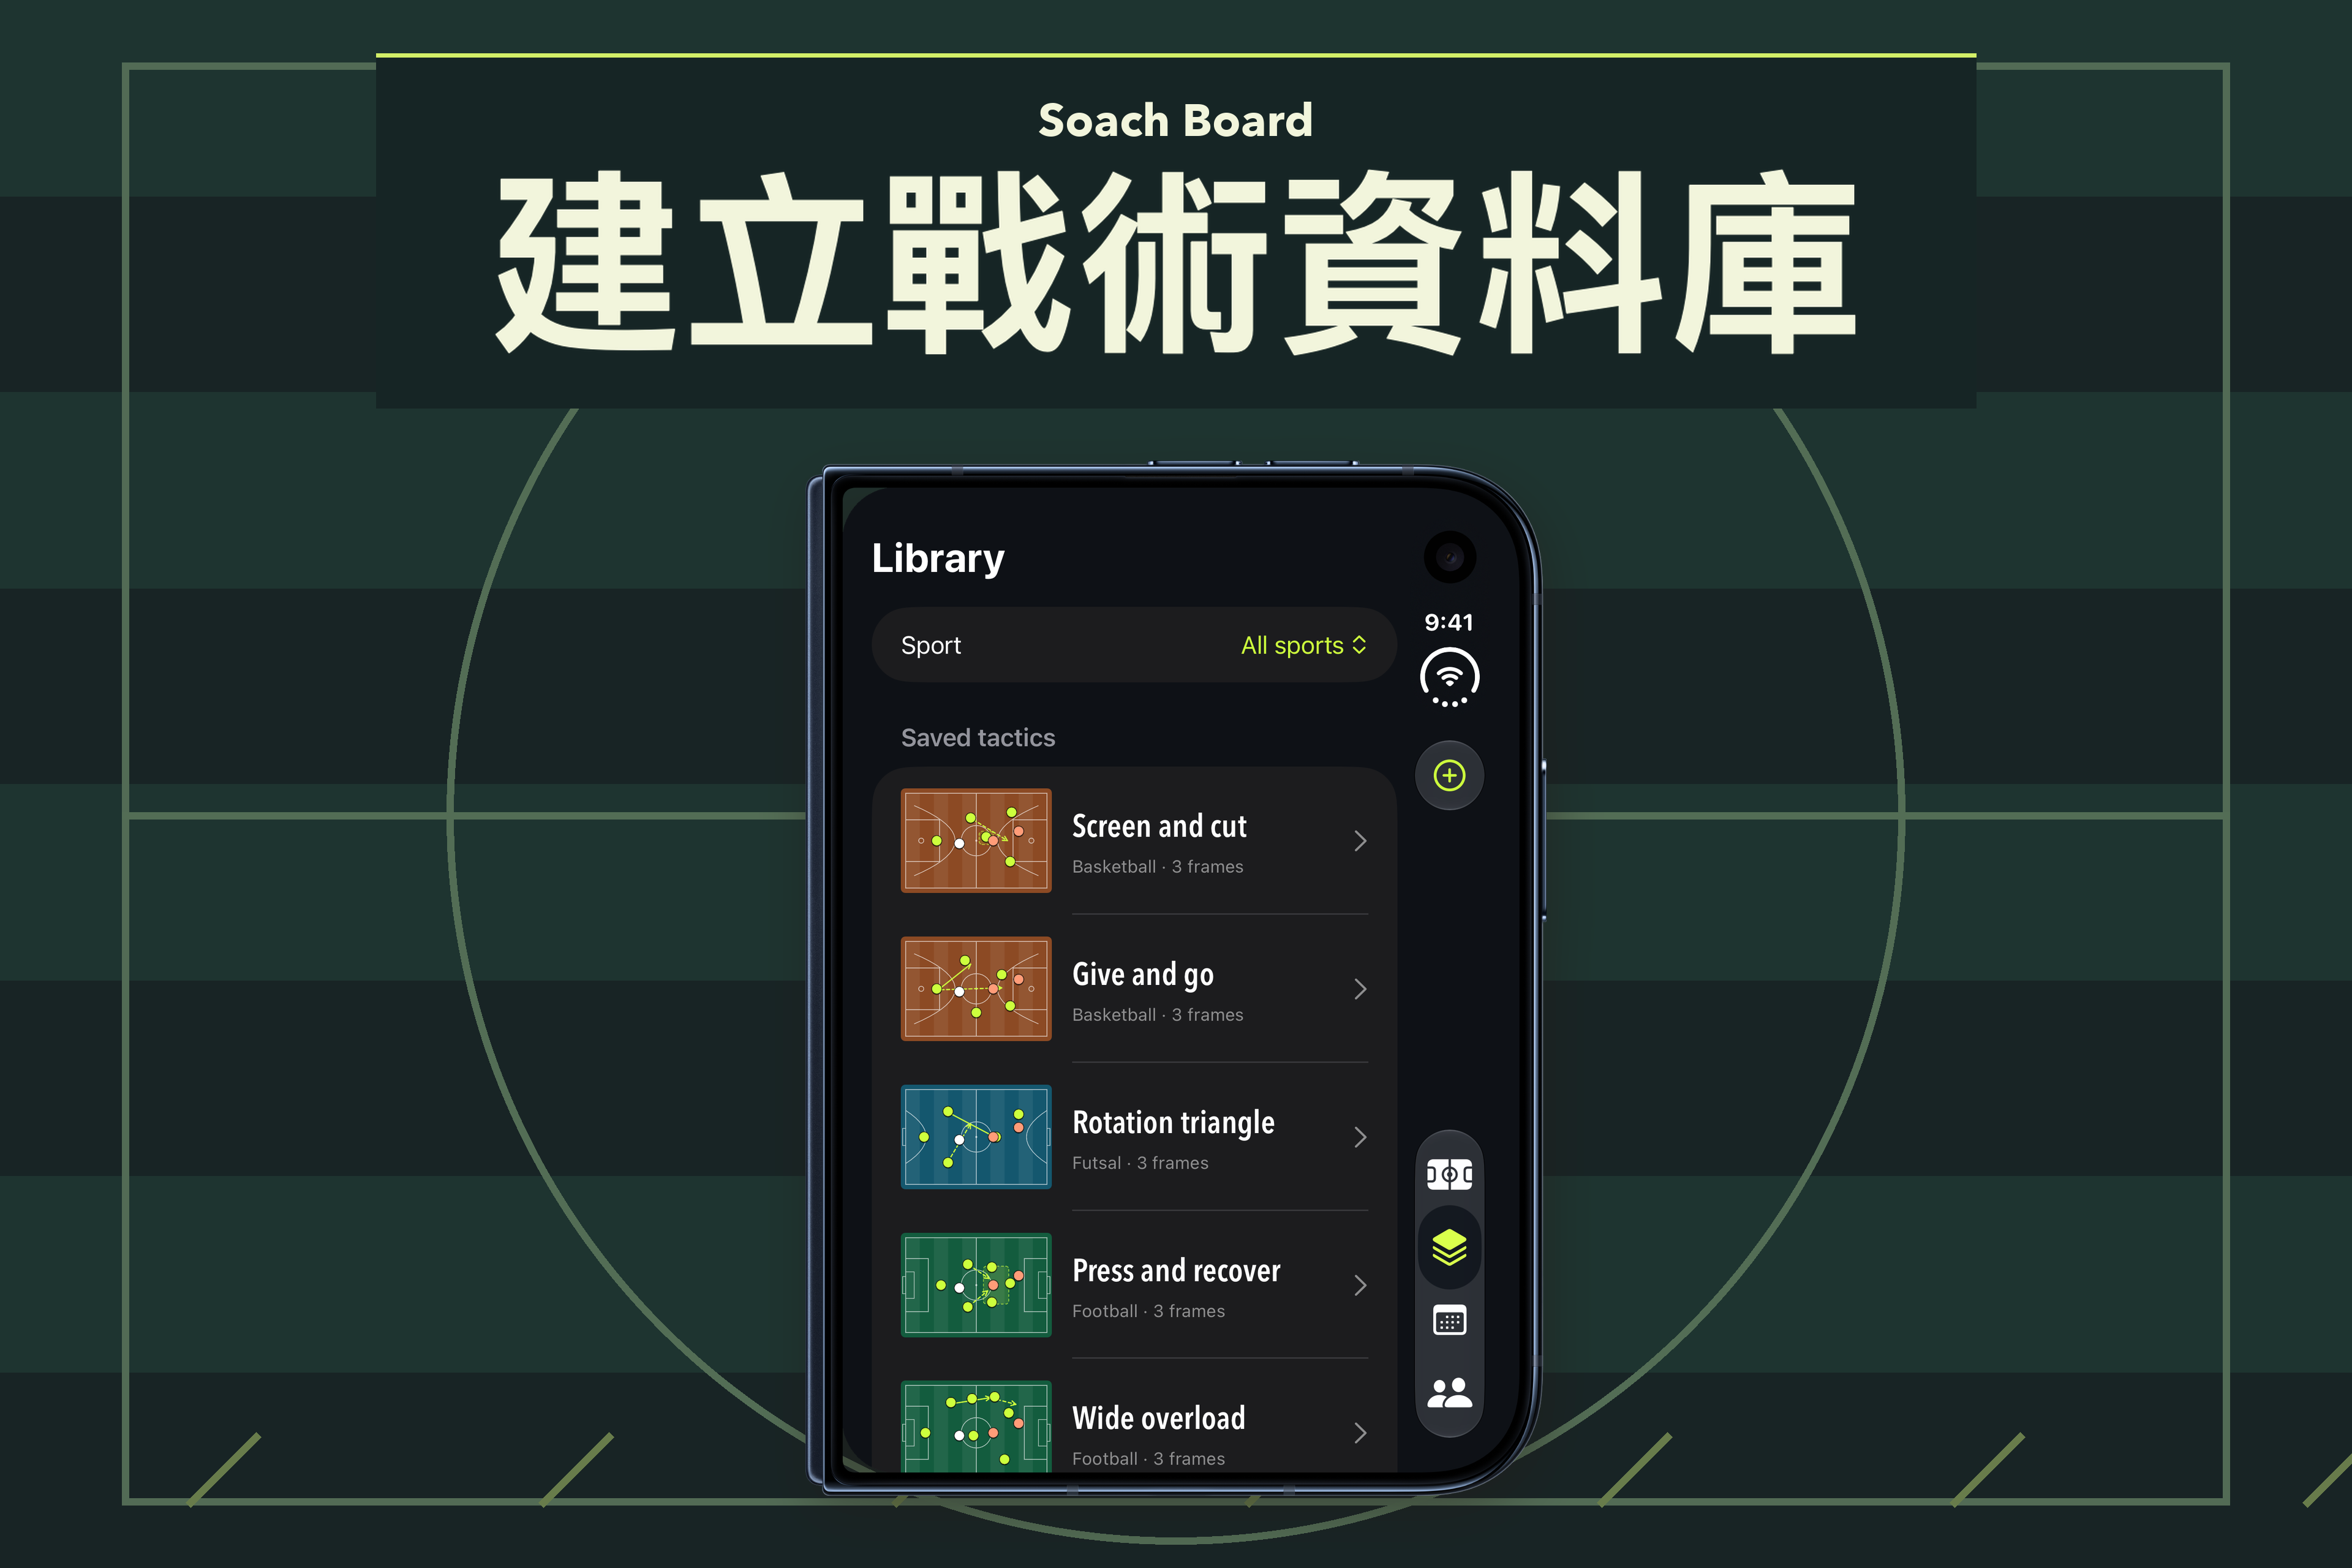 Soach Board
建立戰術資料庫
Library
9:41
Sport
All sports
Saved tactics
Screen and cut
Basketball · 3 frames
Give and go
Basketball · 3 frames
Rotation triangle
Futsal · 3 frames
Press and recover
Football · 3 frames
Wide overload
Football · 3 frames